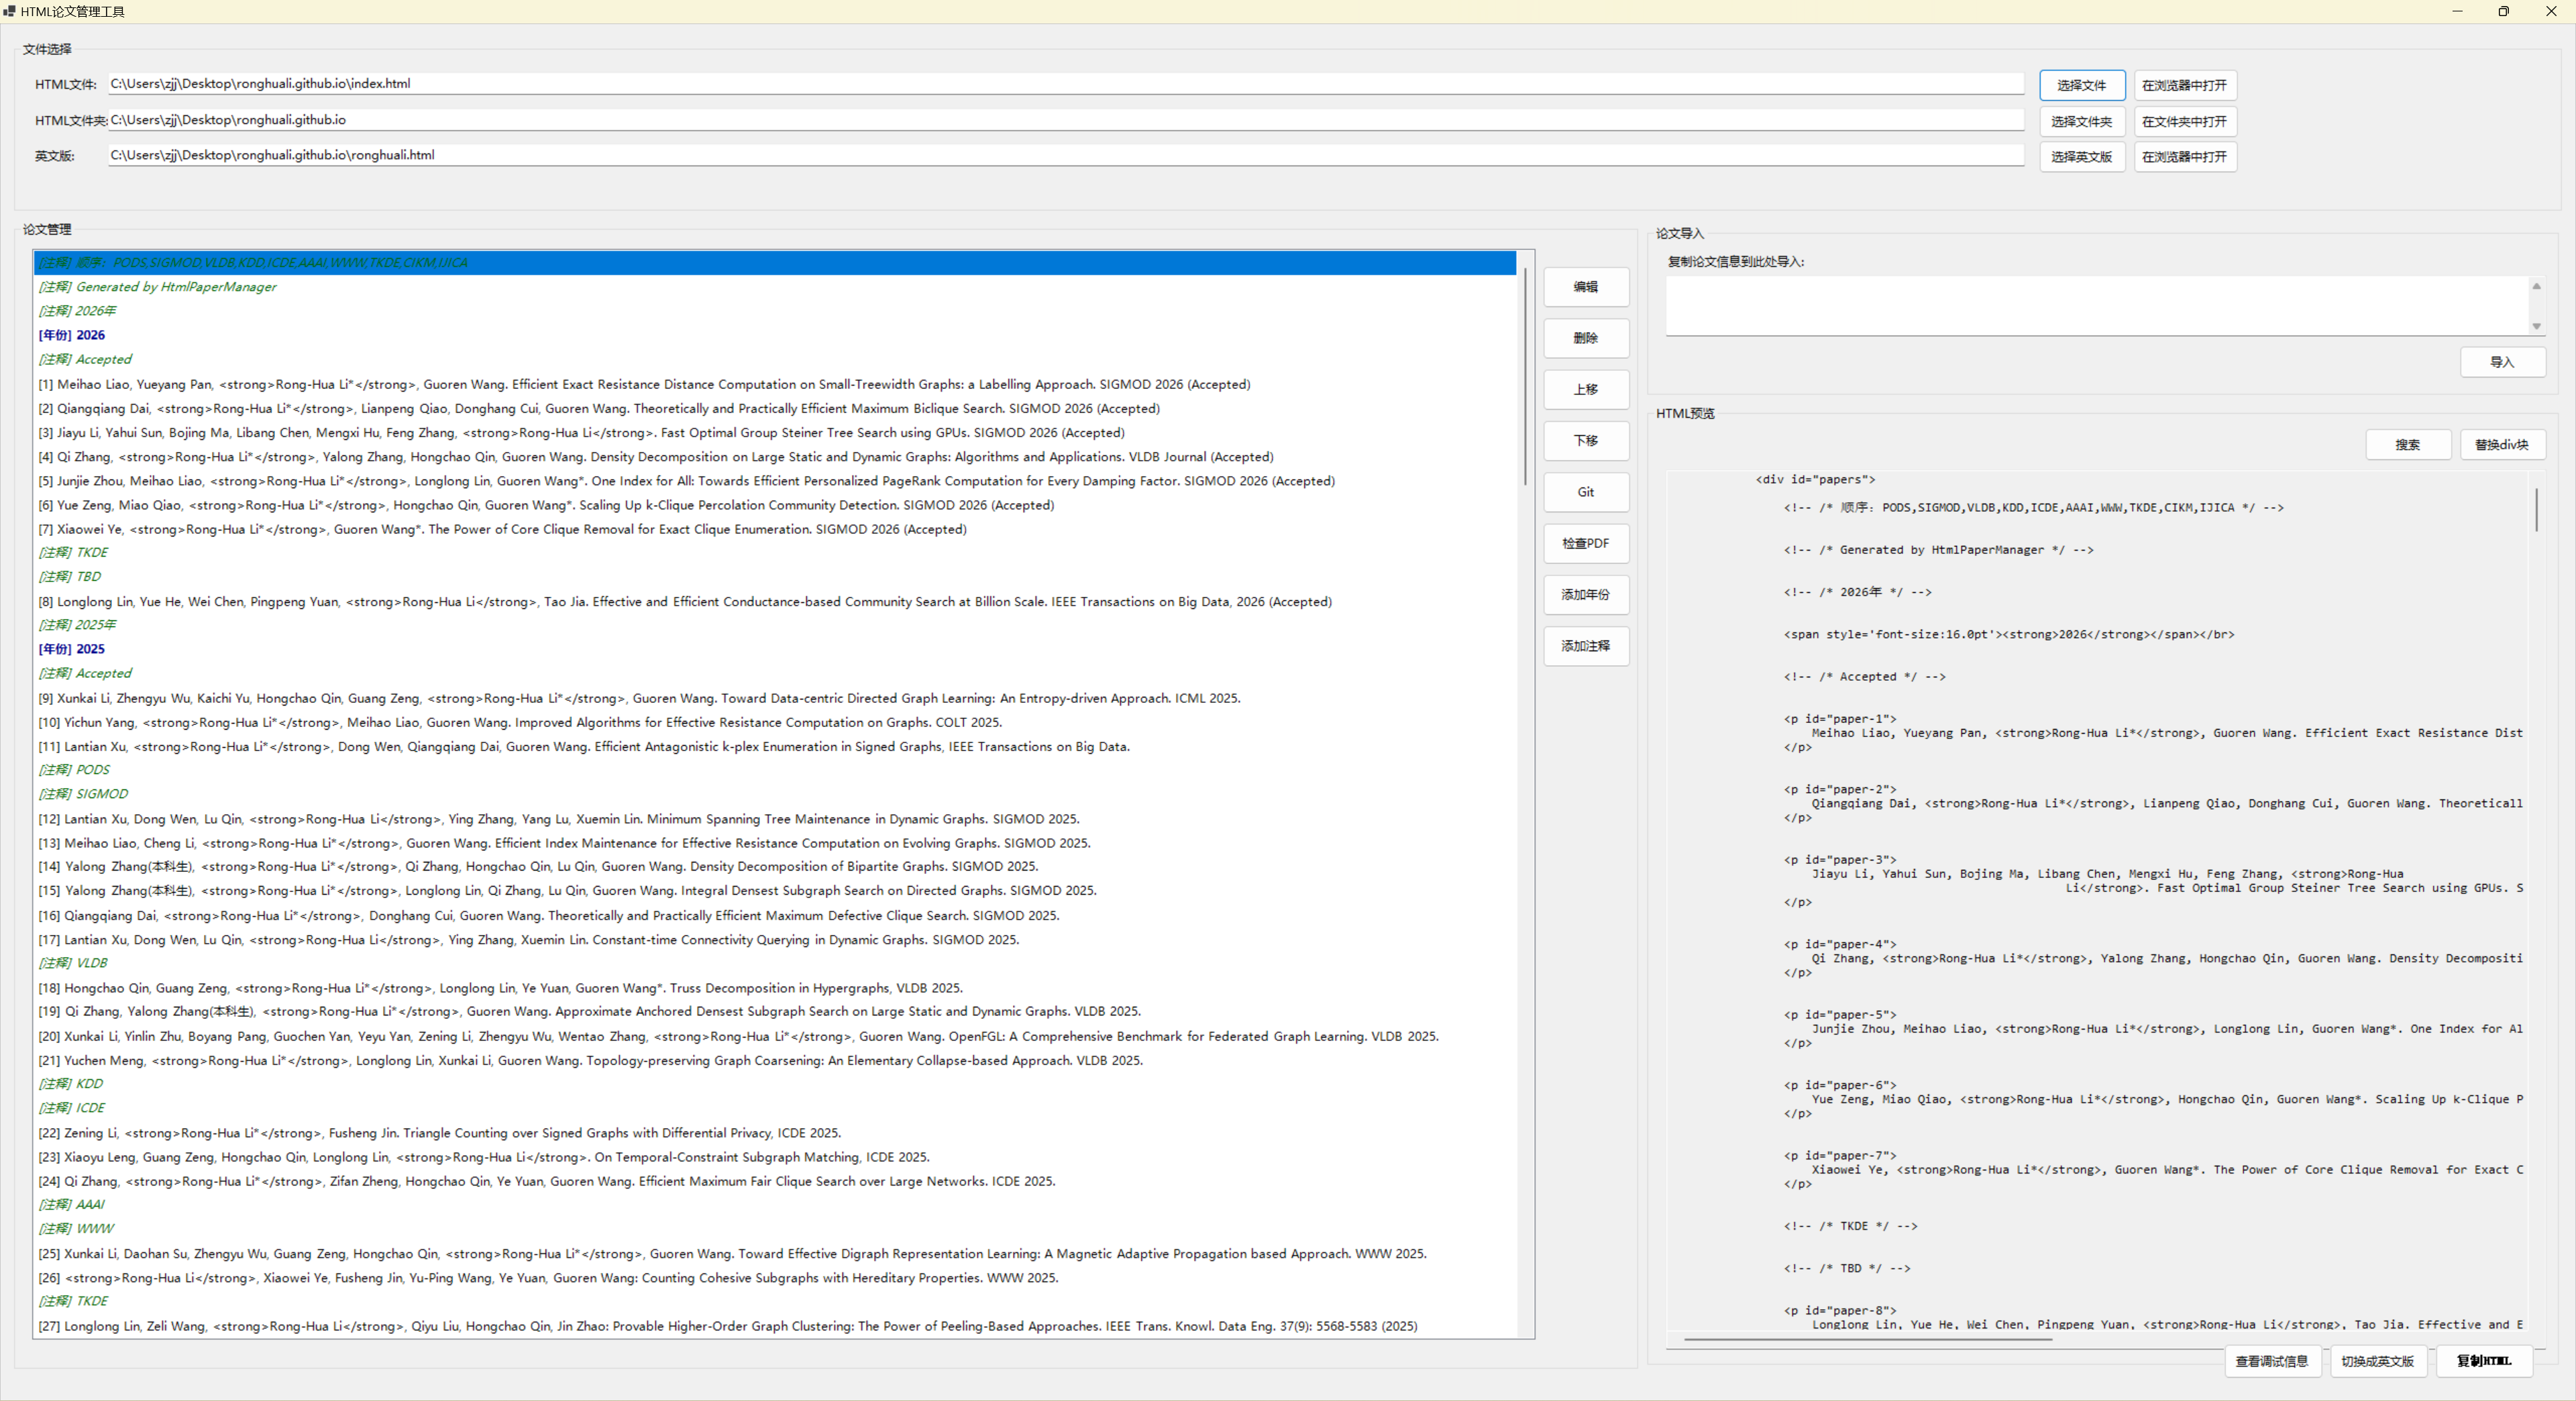 HTML论文管理工具
文件选择
HTML文件: C:\Users\zjj\Desktop\ronghuali.github.io\index.html 选择文件 在浏览器中打开
HTML文件夹: C:\Users\zjj\Desktop\ronghuali.github.io 选择文件夹 在文件夹中打开
英文版: C:\Users\zjj\Desktop\ronghuali.github.io\ronghuali.html 选择英文版 在浏览器中打开
论文管理
[注释] 顺序: PODS,SIGMOD,VLDB,KDD,ICDE,AAAI,WWW,TKDE,CIKM,IJICA
[注释] Generated by HtmlPaperManager
[注释] 2026年
[年份] 2026
[注释] Accepted
[1] Meihao Liao, Yueyang Pan, <strong>Rong-Hua Li*</strong>, Guoren Wang. Efficient Exact Resistance Distance Computation on Small-Treewidth Graphs: a Labelling Approach. SIGMOD 2026 (Accepted)
[2] Qiangqiang Dai, <strong>Rong-Hua Li*</strong>, Lianpeng Qiao, Donghang Cui, Guoren Wang. Theoretically and Practically Efficient Maximum Biclique Search. SIGMOD 2026 (Accepted)
[3] Jiayu Li, Yahui Sun, Bojing Ma, Libang Chen, Mengxi Hu, Feng Zhang, <strong>Rong-Hua Li</strong>. Fast Optimal Group Steiner Tree Search using GPUs. SIGMOD 2026 (Accepted)
[4] Qi Zhang, <strong>Rong-Hua Li*</strong>, Yalong Zhang, Hongchao Qin, Guoren Wang. Density Decomposition on Large Static and Dynamic Graphs: Algorithms and Applications. VLDB Journal (Accepted)
[5] Junjie Zhou, Meihao Liao, <strong>Rong-Hua Li*</strong>, Longlong Lin, Guoren Wang*. One Index for All: Towards Efficient Personalized PageRank Computation for Every Damping Factor. SIGMOD 2026 (Accepted)
[6] Yue Zeng, Miao Qiao, <strong>Rong-Hua Li*</strong>, Hongchao Qin, Guoren Wang*. Scaling Up k-Clique Percolation Community Detection. SIGMOD 2026 (Accepted)
[7] Xiaowei Ye, <strong>Rong-Hua Li*</strong>, Guoren Wang*. The Power of Core Clique Removal for Exact Clique Enumeration. SIGMOD 2026 (Accepted)
[注释] TKDE
[注释] TBD
[8] Longlong Lin, Yue He, Wei Chen, Pingpeng Yuan, <strong>Rong-Hua Li</strong>, Tao Jia. Effective and Efficient Conductance-based Community Search at Billion Scale. IEEE Transactions on Big Data, 2026 (Accepted)
[注释] 2025年
[年份] 2025
[注释] Accepted
[9] Xunkai Li, Zhengyu Wu, Kaichi Yu, Hongchao Qin, Guang Zeng, <strong>Rong-Hua Li*</strong>, Guoren Wang. Toward Data-centric Directed Graph Learning: An Entropy-driven Approach. ICML 2025.
[10] Yichun Yang, <strong>Rong-Hua Li*</strong>, Meihao Liao, Guoren Wang. Improved Algorithms for Effective Resistance Computation on Graphs. COLT 2025.
[11] Lantian Xu, <strong>Rong-Hua Li*</strong>, Dong Wen, Qiangqiang Dai, Guoren Wang. Efficient Antagonistic k-plex Enumeration in Signed Graphs, IEEE Transactions on Big Data.
[注释] PODS
[注释] SIGMOD
[12] Lantian Xu, Dong Wen, Lu Qin, <strong>Rong-Hua Li</strong>, Ying Zhang, Yang Lu, Xuemin Lin. Minimum Spanning Tree Maintenance in Dynamic Graphs. SIGMOD 2025.
[13] Meihao Liao, Cheng Li, <strong>Rong-Hua Li*</strong>, Guoren Wang. Efficient Index Maintenance for Effective Resistance Computation on Evolving Graphs. SIGMOD 2025.
[14] Yalong Zhang(本科生), <strong>Rong-Hua Li*</strong>, Qi Zhang, Hongchao Qin, Lu Qin, Guoren Wang. Density Decomposition of Bipartite Graphs. SIGMOD 2025.
[15] Yalong Zhang(本科生), <strong>Rong-Hua Li*</strong>, Longlong Lin, Qi Zhang, Lu Qin, Guoren Wang. Integral Densest Subgraph Search on Directed Graphs. SIGMOD 2025.
[16] Qiangqiang Dai, <strong>Rong-Hua Li*</strong>, Donghang Cui, Guoren Wang. Theoretically and Practically Efficient Maximum Defective Clique Search. SIGMOD 2025.
[17] Lantian Xu, Dong Wen, Lu Qin, <strong>Rong-Hua Li</strong>, Ying Zhang, Xuemin Lin. Constant-time Connectivity Querying in Dynamic Graphs. SIGMOD 2025.
[注释] VLDB
[18] Hongchao Qin, Guang Zeng, <strong>Rong-Hua Li*</strong>, Longlong Lin, Ye Yuan, Guoren Wang*. Truss Decomposition in Hypergraphs, VLDB 2025.
[19] Qi Zhang, Yalong Zhang(本科生), <strong>Rong-Hua Li*</strong>, Guoren Wang. Approximate Anchored Densest Subgraph Search on Large Static and Dynamic Graphs. VLDB 2025.
[20] Xunkai Li, Yinlin Zhu, Boyang Pang, Guochen Yan, Yeyu Yan, Zening Li, Zhengyu Wu, Wentao Zhang, <strong>Rong-Hua Li*</strong>, Guoren Wang. OpenFGL: A Comprehensive Benchmark for Federated Graph Learning. VLDB 2025.
[21] Yuchen Meng, <strong>Rong-Hua Li*</strong>, Longlong Lin, Xunkai Li, Guoren Wang. Topology-preserving Graph Coarsening: An Elementary Collapse-based Approach. VLDB 2025.
[注释] KDD
[注释] ICDE
[22] Zening Li, <strong>Rong-Hua Li*</strong>, Fusheng Jin. Triangle Counting over Signed Graphs with Differential Privacy, ICDE 2025.
[23] Xiaoyu Leng, Guang Zeng, Hongchao Qin, Longlong Lin, <strong>Rong-Hua Li</strong>. On Temporal-Constraint Subgraph Matching, ICDE 2025.
[24] Qi Zhang, <strong>Rong-Hua Li*</strong>, Zifan Zheng, Hongchao Qin, Ye Yuan, Guoren Wang. Efficient Maximum Fair Clique Search over Large Networks. ICDE 2025.
[注释] AAAI
[注释] WWW
[25] Xunkai Li, Daohan Su, Zhengyu Wu, Guang Zeng, Hongchao Qin, <strong>Rong-Hua Li*</strong>, Guoren Wang. Toward Effective Digraph Representation Learning: A Magnetic Adaptive Propagation based Approach. WWW 2025.
[26] <strong>Rong-Hua Li</strong>, Xiaowei Ye, Fusheng Jin, Yu-Ping Wang, Ye Yuan, Guoren Wang: Counting Cohesive Subgraphs with Hereditary Properties. WWW 2025.
[注释] TKDE
[27] Longlong Lin, Zeli Wang, <strong>Rong-Hua Li</strong>, Qiyu Liu, Hongchao Qin, Jin Zhao: Provable Higher-Order Graph Clustering: The Power of Peeling-Based Approaches. IEEE Trans. Knowl. Data Eng. 37(9): 5568-5583 (2025)
编辑
删除
上移
下移
Git
检查PDF
添加年份
添加注释
论文导入
复制论文信息到此处导入:
导入
HTML预览
搜索 替换div块
<div id="papers">
<!-- /* 顺序: PODS,SIGMOD,VLDB,KDD,ICDE,AAAI,WWW,TKDE,CIKM,IJICA */ -->
<!-- /* Generated by HtmlPaperManager */ -->
<!-- /* 2026年 */ -->
<span style='font-size:16.0pt'><strong>2026</strong></span></br>
<!-- /* Accepted */ -->
<p id="paper-1">
Meihao Liao, Yueyang Pan, <strong>Rong-Hua Li*</strong>, Guoren Wang. Efficient Exact Resistance Dist
</p>
<p id="paper-2">
Qiangqiang Dai, <strong>Rong-Hua Li*</strong>, Lianpeng Qiao, Donghang Cui, Guoren Wang. Theoreticall
</p>
<p id="paper-3">
Jiayu Li, Yahui Sun, Bojing Ma, Libang Chen, Mengxi Hu, Feng Zhang, <strong>Rong-Hua
Li</strong>. Fast Optimal Group Steiner Tree Search using GPUs. S
</p>
<p id="paper-4">
Qi Zhang, <strong>Rong-Hua Li*</strong>, Yalong Zhang, Hongchao Qin, Guoren Wang. Density Decompositi
</p>
<p id="paper-5">
Junjie Zhou, Meihao Liao, <strong>Rong-Hua Li*</strong>, Longlong Lin, Guoren Wang*. One Index for Al
</p>
<p id="paper-6">
Yue Zeng, Miao Qiao, <strong>Rong-Hua Li*</strong>, Hongchao Qin, Guoren Wang*. Scaling Up k-Clique P
</p>
<p id="paper-7">
Xiaowei Ye, <strong>Rong-Hua Li*</strong>, Guoren Wang*. The Power of Core Clique Removal for Exact C
</p>
<!-- /* TKDE */ -->
<!-- /* TBD */ -->
<p id="paper-8">
Longlong Lin, Yue He, Wei Chen, Pingpeng Yuan, <strong>Rong-Hua Li</strong>, Tao Jia. Effective and E
查看调试信息 切换成英文版 复制HTML